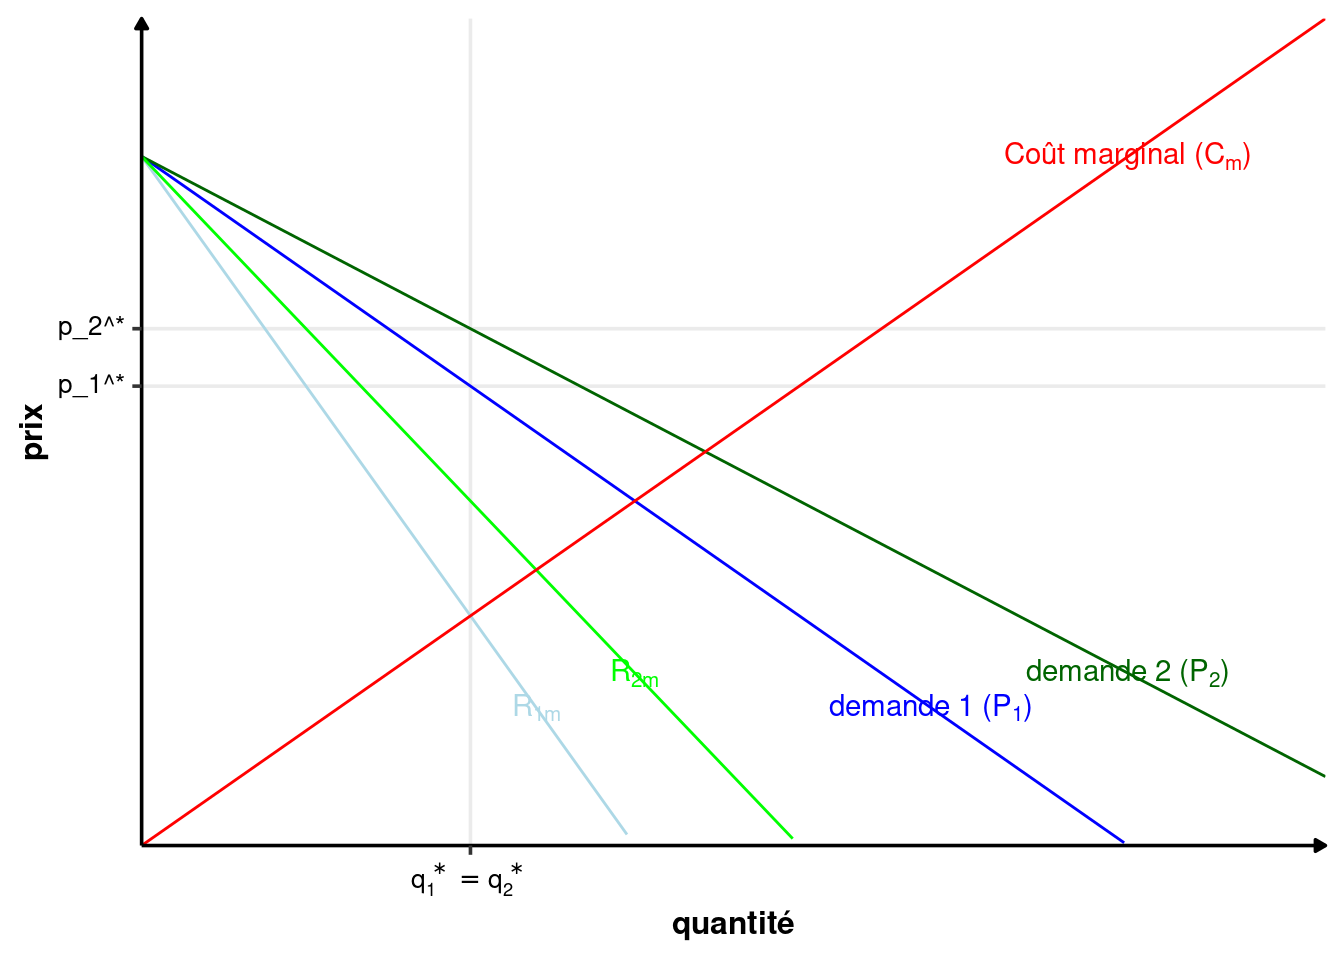 Coût marginal (Cm)
p_2^*
p_1^*
prix
R2m
demande 2 (P2)
R1m
demande 1 (P1)
q1* = q2*
quantité